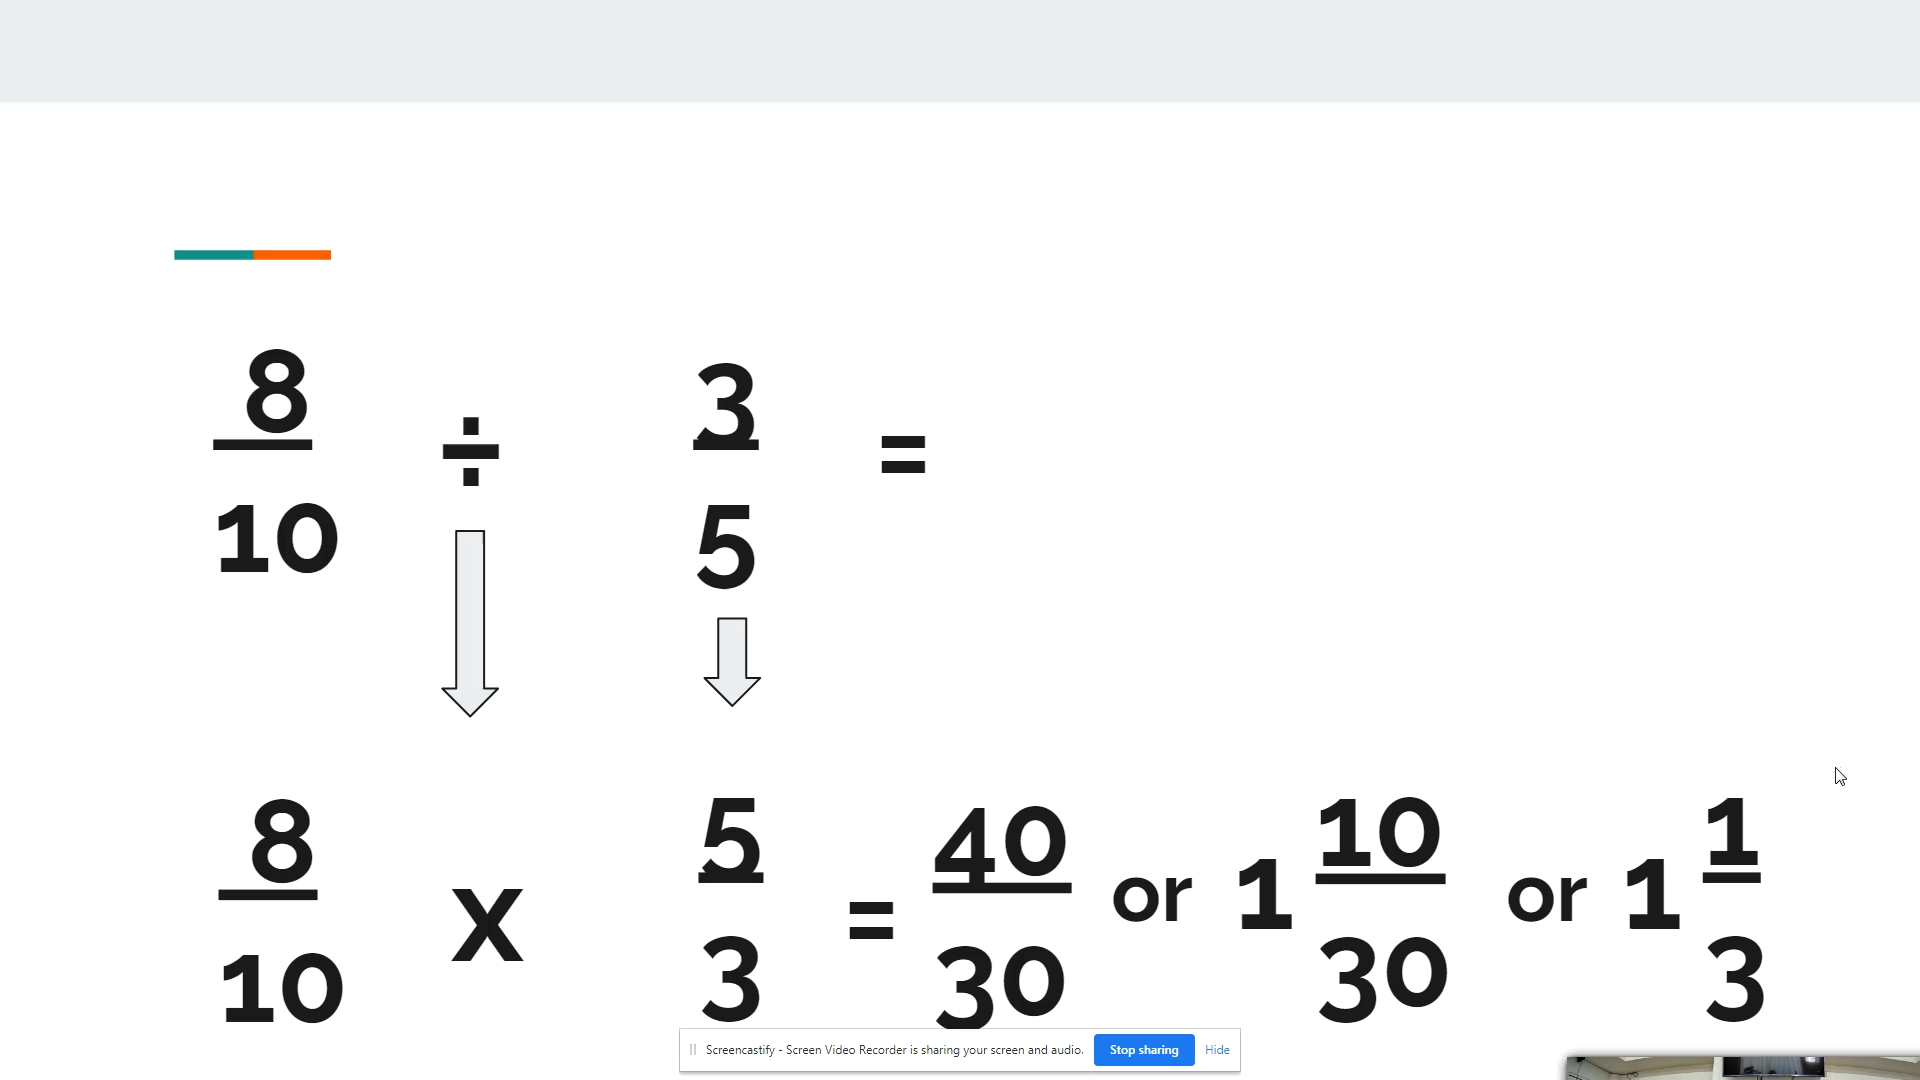 8 ÷ 3 =
10 5
8 x 5 = 40 or 1 10 or 1 1
10 3 30 30 3
Screencastify - Screen Video Recorder is sharing your screen and audio. Stop sharing Hide